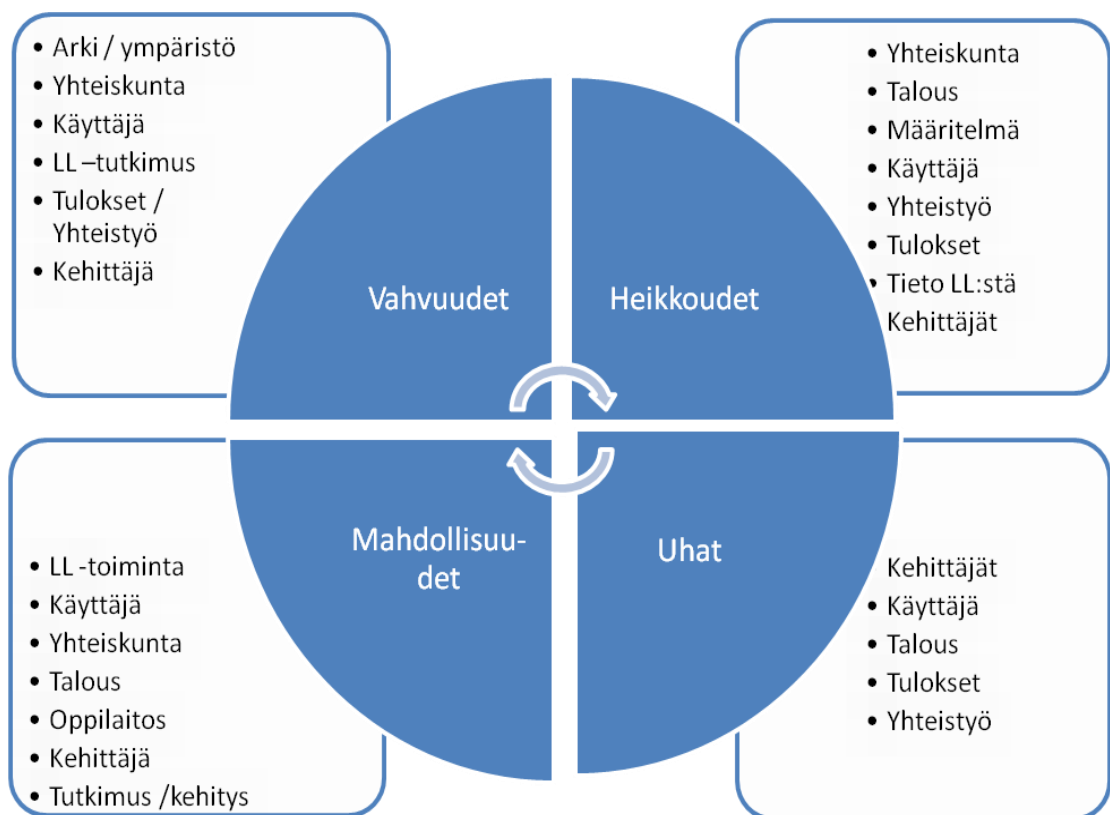 • Arki / ympäristö
• Yhteiskunta
• Käyttäjä
• LL –tutkimus
• Tulokset /
Yhteistyö
• Kehittäjä
Vahvuudet
Heikkoudet
• Yhteiskunta
• Talous
• Määritelmä
• Käyttäjä
• Yhteistyö
• Tulokset
• Tieto LL:stä
Kehittäjät
• LL -toiminta
• Käyttäjä
• Yhteiskunta
• Talous
• Oppilaitos
• Kehittäjä
• Tutkimus /kehitys
Mahdollisuu-
det
Uhat
Kehittäjät
• Käyttäjä
• Talous
• Tulokset
• Yhteistyö